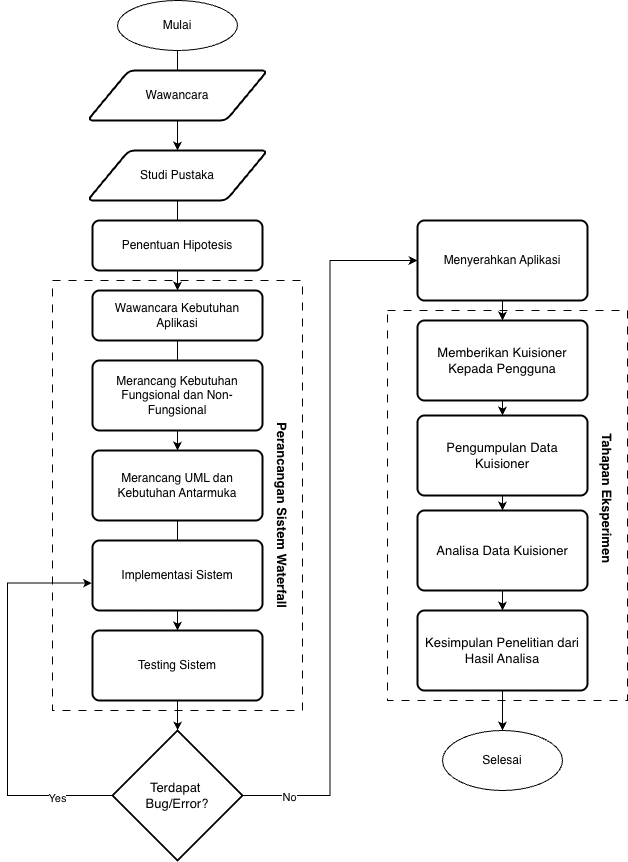 Mulai
Wawancara
Studi Pustaka
Penentuan Hipotesis
Wawancara Kebutuhan
Aplikasi
Merancang Kebutuhan
Fungsional dan Non-
Fungsional
Merancang UML dan
Kebutuhan Antarmuka
Implementasi Sistem
Testing Sistem
Perancangan Sistem Waterfall
Terdapat
Bug/Error?
Yes
No
Menyerahkan Aplikasi
Memberikan Kuisioner
Kepada Pengguna
Pengumpulan Data
Kuisioner
Analisa Data Kuisioner
Kesimpulan Penelitian dari
Hasil Analisa
Tahapan Eksperimen
Selesai